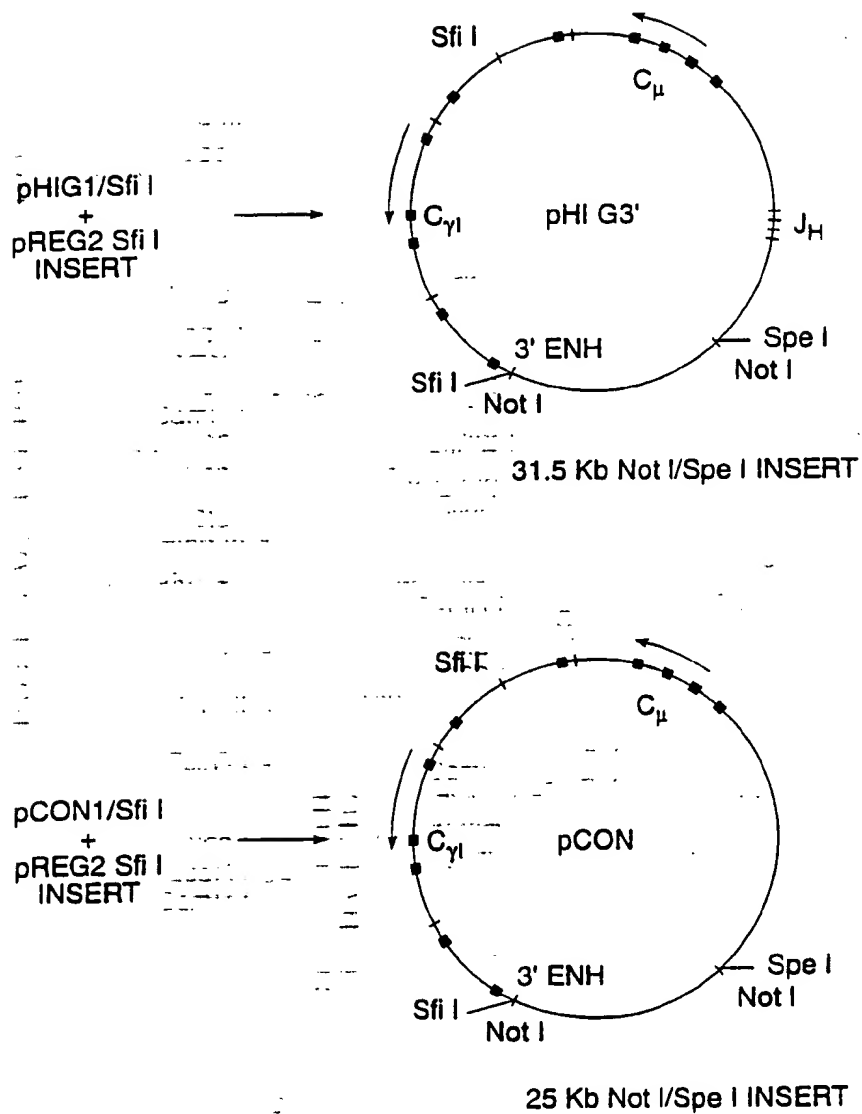 Sfi I
Cμ
pHIG1/Sfi I
+
pREG2 Sfi I
INSERT
CγI
pHI G3'
JH
3' ENH
Spe I
Not I
Sfi I
Not I
31.5 Kb Not I/Spe I INSERT
Sfi I
Cμ
pCON1/Sfi I
+
pREG2 Sfi I
INSERT
CγI
pCON
3' ENH
Spe I
Not I
Sfi I
Not I
25 Kb Not I/Spe I INSERT